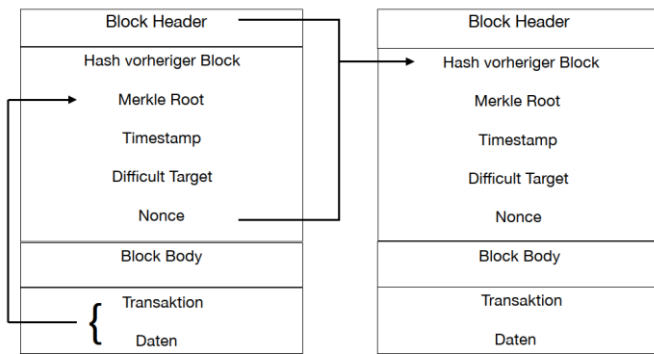 Block Header
Hash vorheriger Block
Merkle Root
Timestamp
Difficult Target
Nonce
Block Body
Transaktion
Daten
Block Header
Hash vorheriger Block
Merkle Root
Timestamp
Difficult Target
Nonce
Block Body
Transaktion
Daten